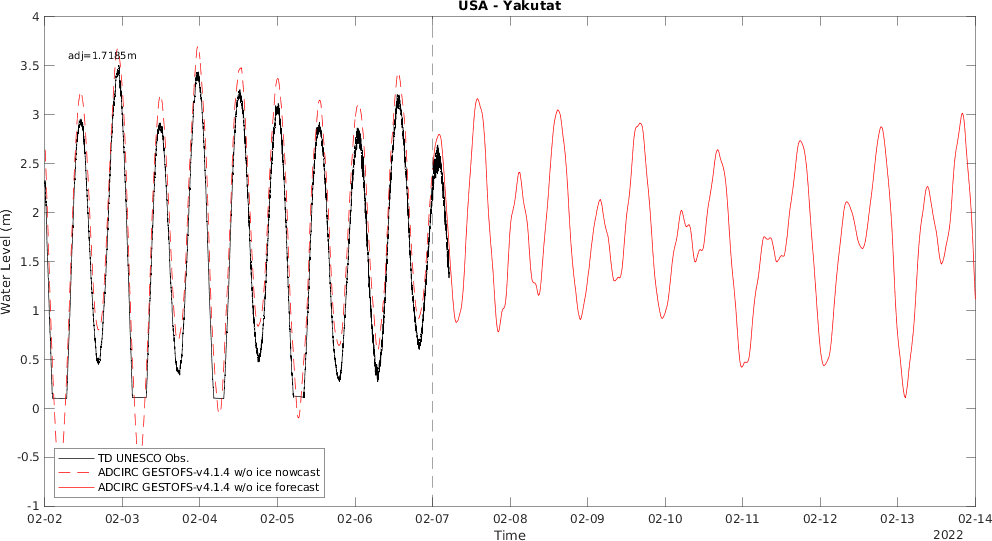 USA - Yakutat
4
adj=1.7185m
3.5
3
2.5
2
1.5
1
0.5
0
-0.5
-1
Water Level (m)
TD UNESCO Obs.
ADCIRC GESTOFS-v4.1.4 w/o ice nowcast
ADCIRC GESTOFS-v4.1.4 w/o ice forecast
02-02 02-03 02-04 02-05 02-06 02-07 02-08 02-09 02-10 02-11 02-12 02-13 02-14
Time
2022